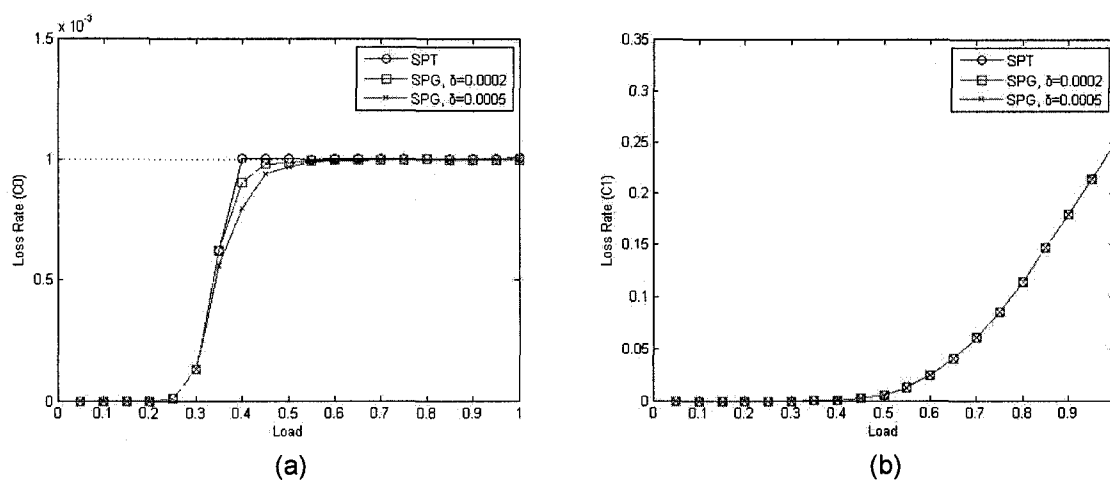 x 10⁻³
1.5
1
0.5
0
Loss Rate (C0)
SPT
SPG, δ=0.0002
SPG, δ=0.0005
0 0.1 0.2 0.3 0.4 0.5 0.6 0.7 0.8 0.9 1
Load
(a)
0.35
0.3
0.25
0.2
0.15
0.1
0.05
0
Loss Rate (C1)
SPT
SPG, δ=0.0002
SPG, δ=0.0005
0 0.1 0.2 0.3 0.4 0.5 0.6 0.7 0.8 0.9
Load
(b)